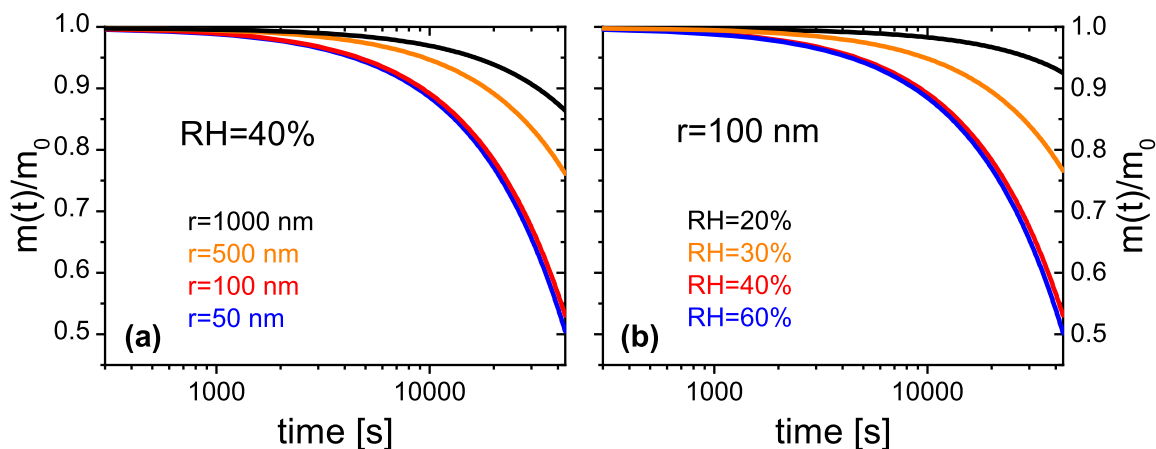 1.0
0.9
0.8
0.7
0.6
0.5
m(t)/m₀
RH=40%
r=1000 nm
r=500 nm
r=100 nm
r=50 nm
(a)
1000
10000
time [s]
r=100 nm
RH=20%
RH=30%
RH=40%
RH=60%
(b)
1000
10000
time [s]
1.0
0.9
0.8
0.7
0.6
0.5
m(t)/m₀